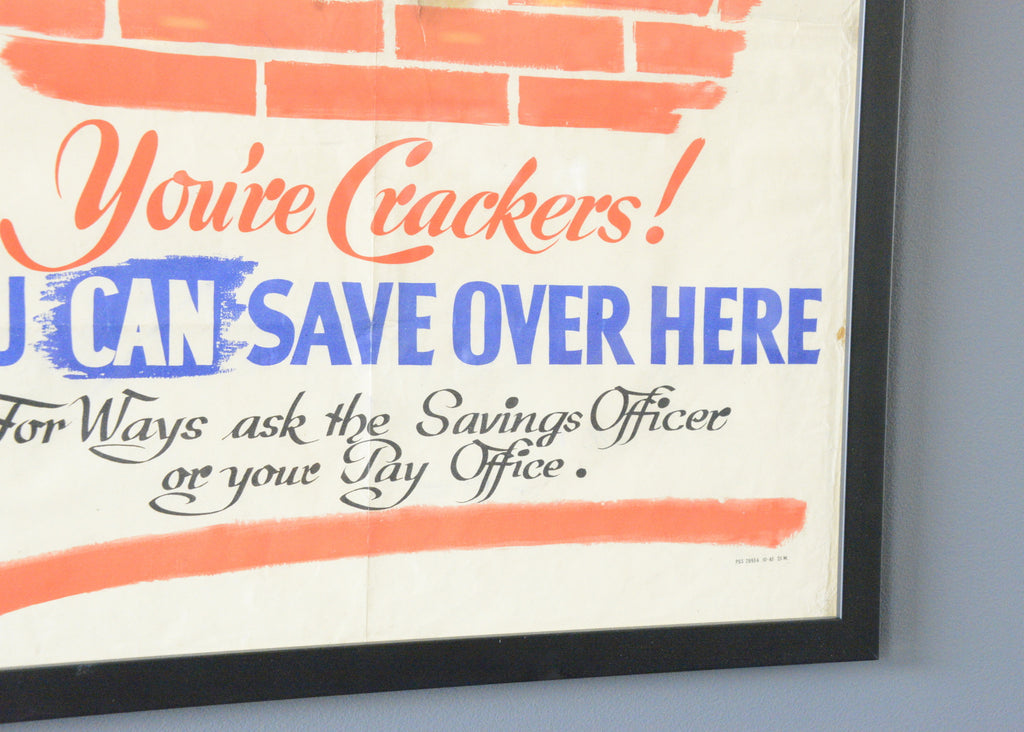 You're Crackers!
U CAN SAVE OVER HERE
For Ways ask the Savings Officer
or your Pay Office.